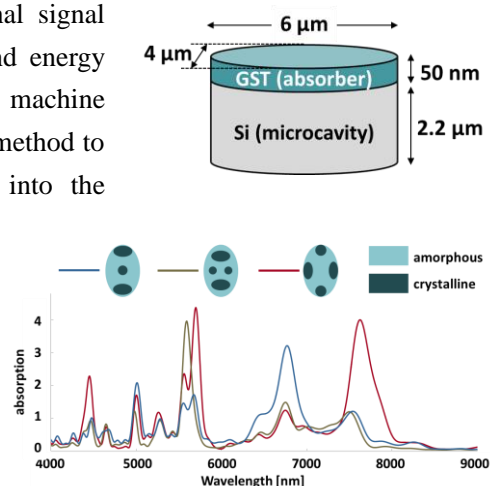 nal signal
nd energy
machine
method to
into the
6 µm
4 µm
GST (absorber)
50 nm
Si (microcavity)
2.2 µm
amorphous
crystalline
absorption
4
3
2
1
0
4000 5000 6000 7000 8000 9000
Wavelength [nm]